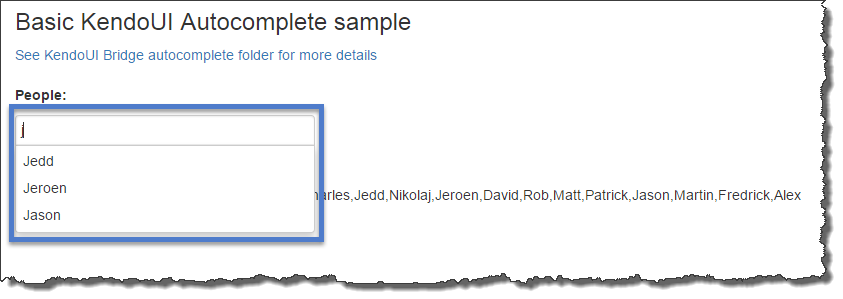 Basic KendoUI Autocomplete sample
See KendoUI Bridge autocomplete folder for more details
People:
j
Jedd
Jeroen
arles,Jedd,Nikolaj,Jeroen,David,Rob,Matt,Patrick,Jason,Martin,Fredrick,Alex
Jason